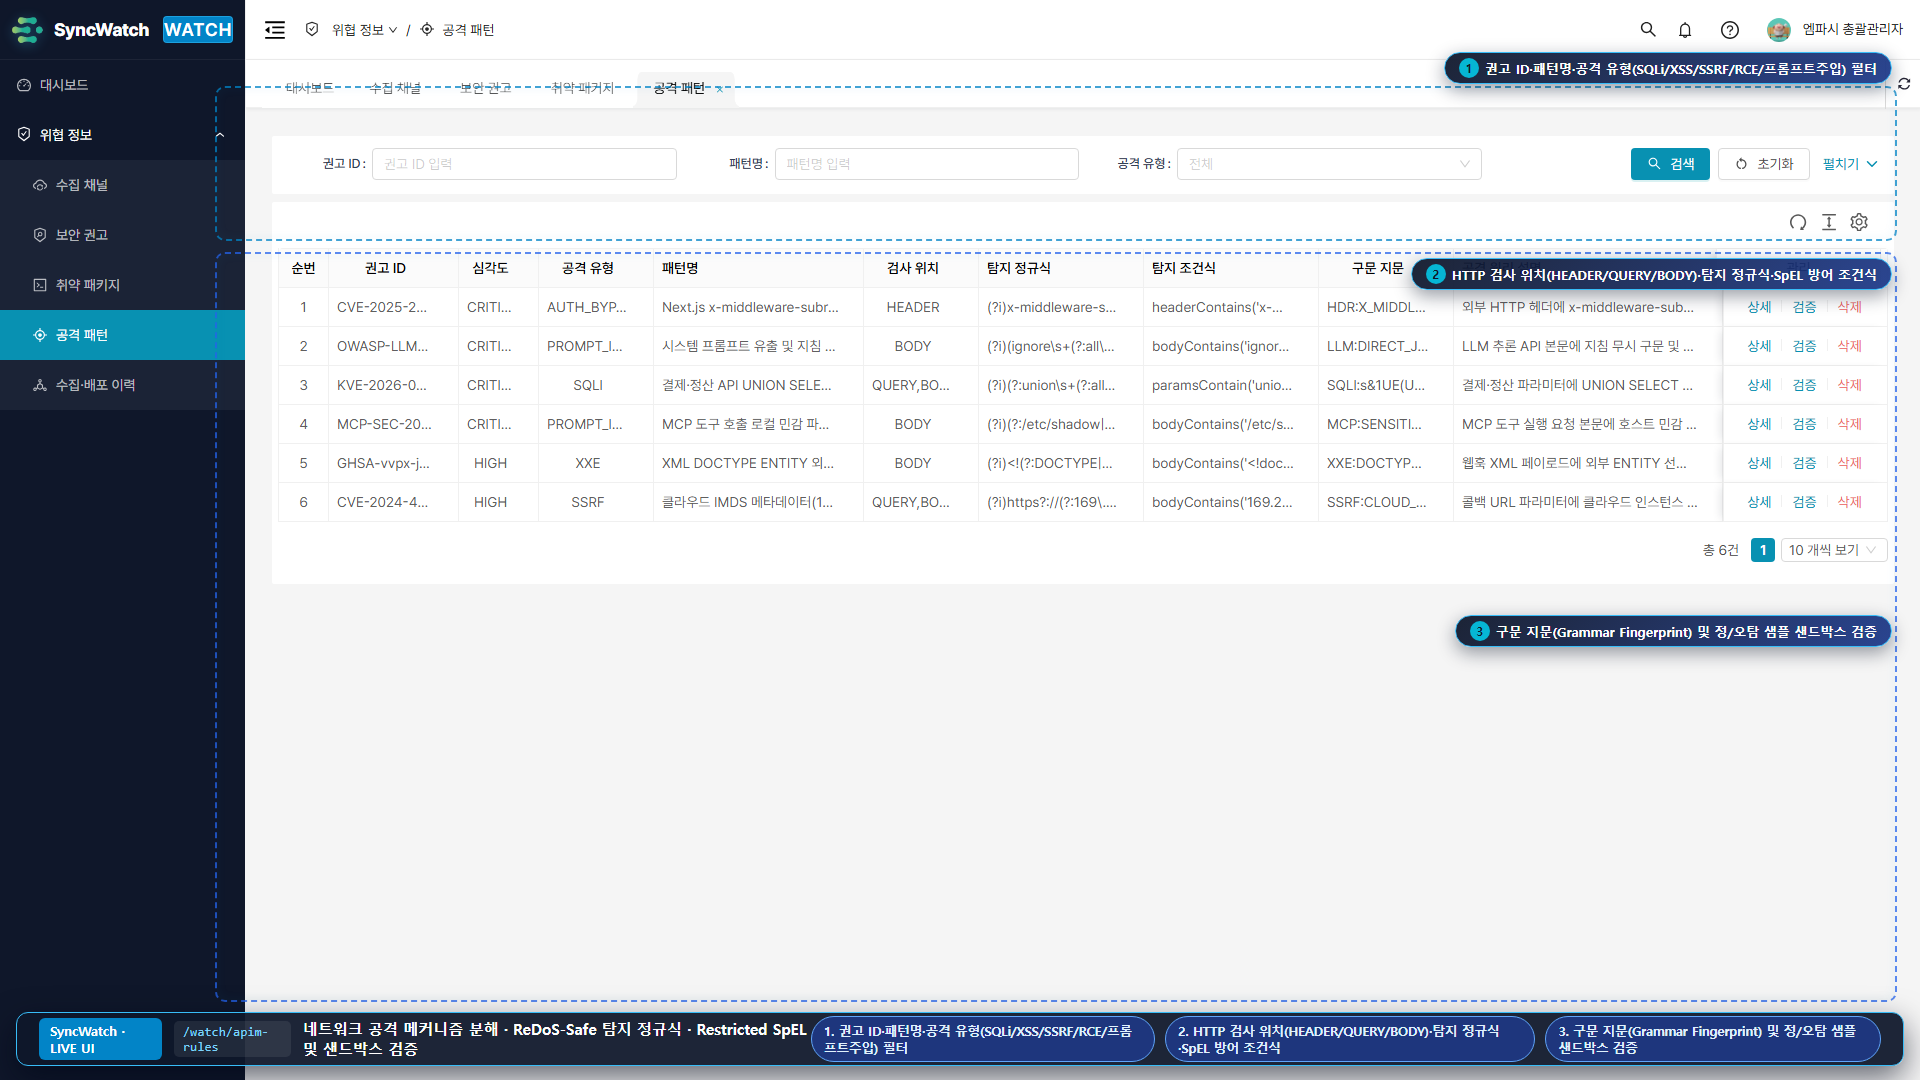 SyncWatch WATCH
위협 정보 / 공격 패턴
엠파시 총괄관리자
1 권고 ID·패턴명·공격 유형(SQLi/XSS/SSRF/RCE/프롬프트주입) 필터
대시보드
위협 정보
수집 채널
보안 권고
취약 패키지
공격 패턴
수집·배포 이력
대시보드 수집 채널 보안 권고 취약 패키지 공격 패턴 ×
권고 ID : 권고 ID 입력 패턴명 : 패턴명 입력 공격 유형 : 전체 검색 초기화 펼치기
순번 권고 ID 심각도 공격 유형 패턴명 검사 위치 탐지 정규식 탐지 조건식 구문 지문
2 HTTP 검사 위치(HEADER/QUERY/BODY)·탐지 정규식·SpEL 방어 조건식
1 CVE-2025-2... CRITI... AUTH_BYP... Next.js x-middleware-subr... HEADER (?i)x-middleware-s... headerContains('x-... HDR:X_MIDDL... 외부 HTTP 헤더에 x-middleware-sub... 상세 검증 삭제
2 OWASP-LLM... CRITI... PROMPT_I... 시스템 프롬프트 유출 및 지침 ... BODY (?i)(ignore\s+(?:all\... bodyContains('ignor... LLM:DIRECT_J... LLM 추론 API 본문에 지침 무시 구문 및 ... 상세 검증 삭제
3 KVE-2026-0... CRITI... SQLI 결제·정산 API UNION SELE... QUERY,BO... (?i)(?:union\s+(?:all... paramsContain('unio... SQLI:s&1UE(U... 결제·정산 파라미터에 UNION SELECT ... 상세 검증 삭제
4 MCP-SEC-20... CRITI... PROMPT_I... MCP 도구 호출 로컬 민감 파... BODY (?i)(?:/etc/shadow|... bodyContains('/etc/s... MCP:SENSITI... MCP 도구 실행 요청 본문에 호스트 민감 ... 상세 검증 삭제
5 GHSA-vvpx-j... HIGH XXE XML DOCTYPE ENTITY 외... BODY (?i)<!(?:DOCTYPE|... bodyContains('<!doc... XXE:DOCTYP... 웹훅 XML 페이로드에 외부 ENTITY 선... 상세 검증 삭제
6 CVE-2024-4... HIGH SSRF 클라우드 IMDS 메타데이터(1... QUERY,BO... (?i)https?://(?:169\.... bodyContains('169.2... SSRF:CLOUD_... 콜백 URL 파라미터에 클라우드 인스턴스 ... 상세 검증 삭제
총 6건 1 10 개씩 보기
3 구문 지문(Grammar Fingerprint) 및 정/오탐 샘플 샌드박스 검증
SyncWatch ·
LIVE UI
/watch/apim-
rules
네트워크 공격 메커니즘 분해 · ReDoS-Safe 탐지 정규식 · Restricted SpEL
및 샌드박스 검증
1. 권고 ID·패턴명·공격 유형(SQLi/XSS/SSRF/RCE/프롬
프트주입) 필터
2. HTTP 검사 위치(HEADER/QUERY/BODY)·탐지 정규식
·SpEL 방어 조건식
3. 구문 지문(Grammar Fingerprint) 및 정/오탐 샘플
샌드박스 검증